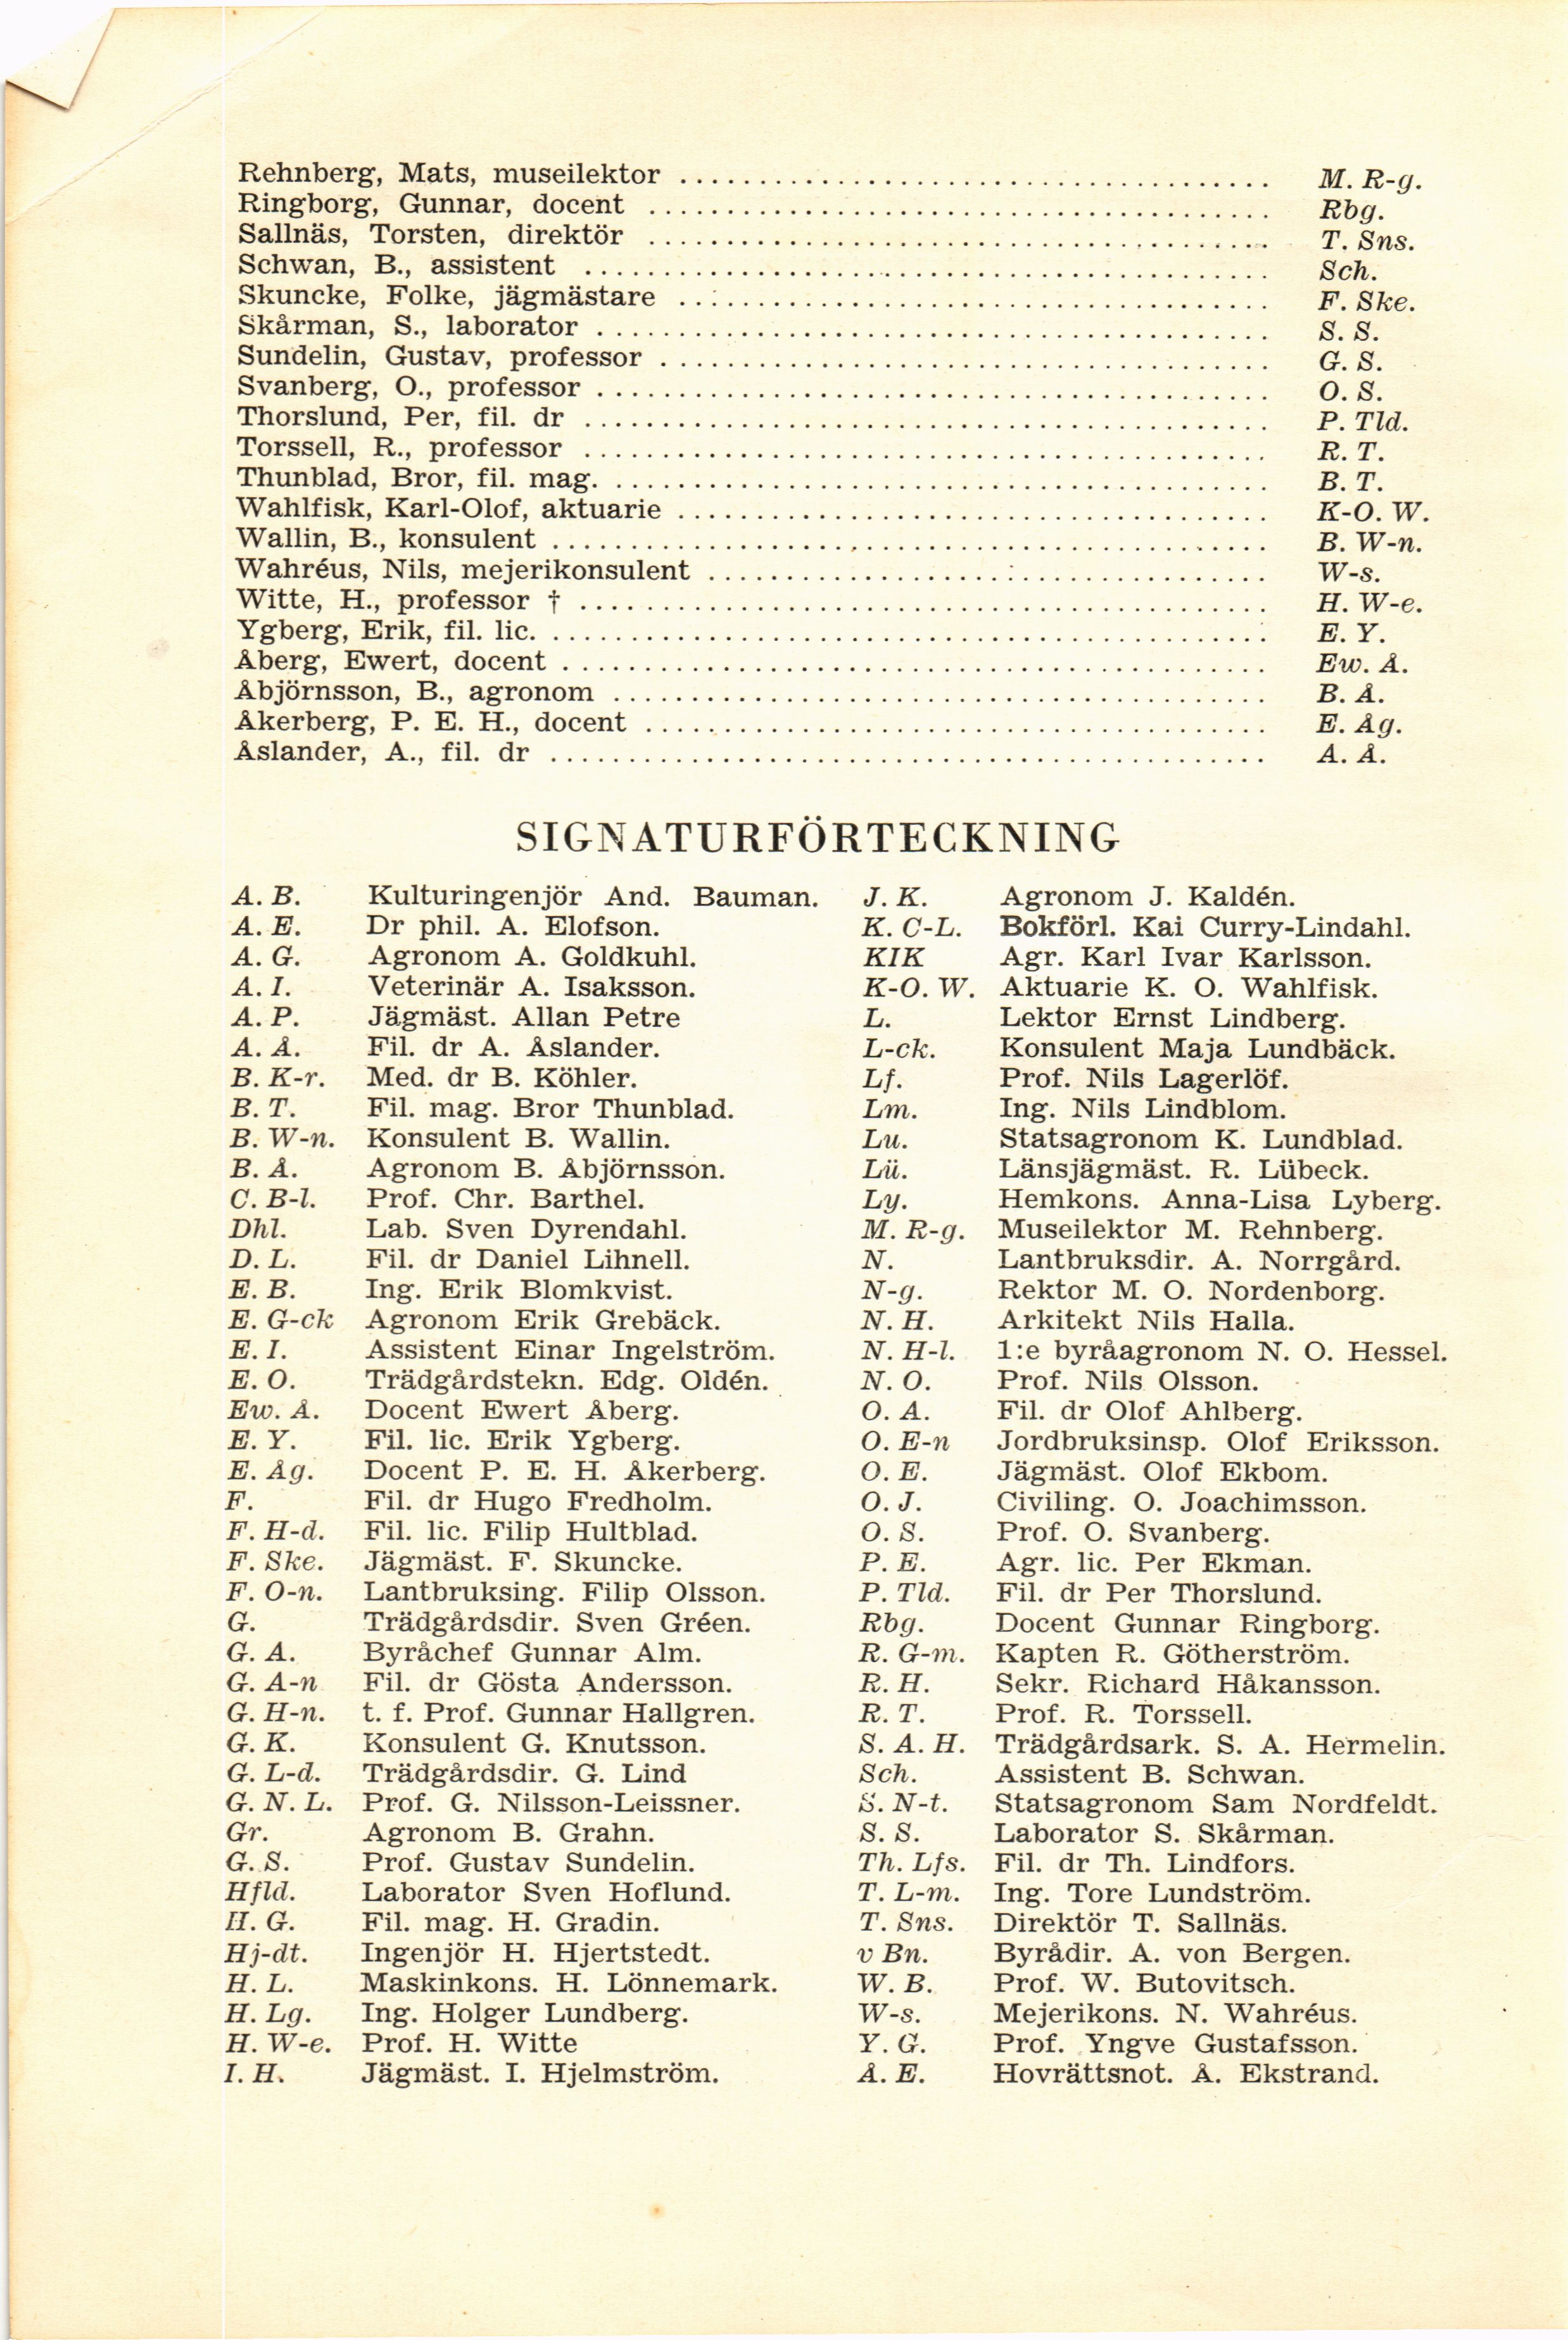 Rehnberg, Mats, museilektor ........ M. R-g.
Ringborg, Gunnar, docent ........ Rbg.
Sallnäs, Torsten, direktör ........ T. Sns.
Schwan, B., assistent ........ Sch.
Skuncke, Folke, jägmästare ........ F. Ske.
Skårman, S., laborator ........ S. S.
Sundelin, Gustav, professor ........ G. S.
Svanberg, O., professor ........ O. S.
Thorslund, Per, fil. dr ........ P. Tld.
Torssell, R., professor ........ R. T.
Thunblad, Bror, fil. mag. ........ B. T.
Wahlfisk, Karl-Olof, aktuarie ........ K-O. W.
Wallin, B., konsulent ........ B. W-n.
Wahréus, Nils, mejerikonsulent ........ W-s.
Witte, H., professor † ........ H. W-e.
Ygberg, Erik, fil. lic. ........ E. Y.
Åberg, Ewert, docent ........ Ew. Å.
Åbjörnsson, B., agronom ........ B. Å.
Åkerberg, P. E. H., docent ........ E. Åg.
Åslander, A., fil. dr ........ A. Å.
SIGNATURFÖRTECKNING
A. B. Kulturingenjör And. Bauman.
A. E. Dr phil. A. Elofson.
A. G. Agronom A. Goldkuhl.
A. I. Veterinär A. Isaksson.
A. P. Jägmäst. Allan Petre
A. Å. Fil. dr A. Åslander.
B. K-r. Med. dr B. Köhler.
B. T. Fil. mag. Bror Thunblad.
B. W-n. Konsulent B. Wallin.
B. Å. Agronom B. Åbjörnsson.
C. B-l. Prof. Chr. Barthel.
Dhl. Lab. Sven Dyrendahl.
D. L. Fil. dr Daniel Lihnell.
E. B. Ing. Erik Blomkvist.
E. G-ck Agronom Erik Grebäck.
E. I. Assistent Einar Ingelström.
E. O. Trädgårdstekn. Edg. Oldén.
Ew. Å. Docent Ewert Åberg.
E. Y. Fil. lic. Erik Ygberg.
E. Åg. Docent P. E. H. Åkerberg.
F. Fil. dr Hugo Fredholm.
F. H-d. Fil. lic. Filip Hultblad.
F. Ske. Jägmäst. F. Skuncke.
F. O-n. Lantbruksing. Filip Olsson.
G. Trädgårdsdir. Sven Gréen.
G. A. Byråchef Gunnar Alm.
G. A-n Fil. dr Gösta Andersson.
G. H-n. t. f. Prof. Gunnar Hallgren.
G. K. Konsulent G. Knutsson.
G. L-d. Trädgårdsdir. G. Lind
G. N. L. Prof. G. Nilsson-Leissner.
Gr. Agronom B. Grahn.
G. S. Prof. Gustav Sundelin.
Hfld. Laborator Sven Hoflund.
H. G. Fil. mag. H. Gradin.
Hj-dt. Ingenjör H. Hjertstedt.
H. L. Maskinkons. H. Lönnemark.
H. Lg. Ing. Holger Lundberg.
H. W-e. Prof. H. Witte
I. H. Jägmäst. I. Hjelmström.
J. K. Agronom J. Kaldén.
K. C-L. Bokförl. Kai Curry-Lindahl.
KIK Agr. Karl Ivar Karlsson.
K-O. W. Aktuarie K. O. Wahlfisk.
L. Lektor Ernst Lindberg.
L-ck. Konsulent Maja Lundbäck.
Lf. Prof. Nils Lagerlöf.
Lm. Ing. Nils Lindblom.
Lu. Statsagronom K. Lundblad.
Lü. Länsjägmäst. R. Lübeck.
Ly. Hemkons. Anna-Lisa Lyberg.
M. R-g. Museilektor M. Rehnberg.
N. Lantbruksdir. A. Norrgård.
N-g. Rektor M. O. Nordenborg.
N. H. Arkitekt Nils Halla.
N. H-l. 1:e byråagronom N. O. Hessel.
N. O. Prof. Nils Olsson.
O. A. Fil. dr Olof Ahlberg.
O. E-n Jordbruksinsp. Olof Eriksson.
O. E. Jägmäst. Olof Ekbom.
O. J. Civiling. O. Joachimsson.
O. S. Prof. O. Svanberg.
P. E. Agr. lic. Per Ekman.
P. Tld. Fil. dr Per Thorslund.
Rbg. Docent Gunnar Ringborg.
R. G-m. Kapten R. Götherström.
R. H. Sekr. Richard Håkansson.
R. T. Prof. R. Torssell.
S. A. H. Trädgårdsark. S. A. Hermelin.
Sch. Assistent B. Schwan.
S. N-t. Statsagronom Sam Nordfeldt.
S. S. Laborator S. Skårman.
Th. Lfs. Fil. dr Th. Lindfors.
T. L-m. Ing. Tore Lundström.
T. Sns. Direktör T. Sallnäs.
v Bn. Byrådir. A. von Bergen.
W. B. Prof. W. Butovitsch.
W-s. Mejerikons. N. Wahréus.
Y. G. Prof. Yngve Gustafsson.
Å. E. Hovrättsnot. Å. Ekstrand.